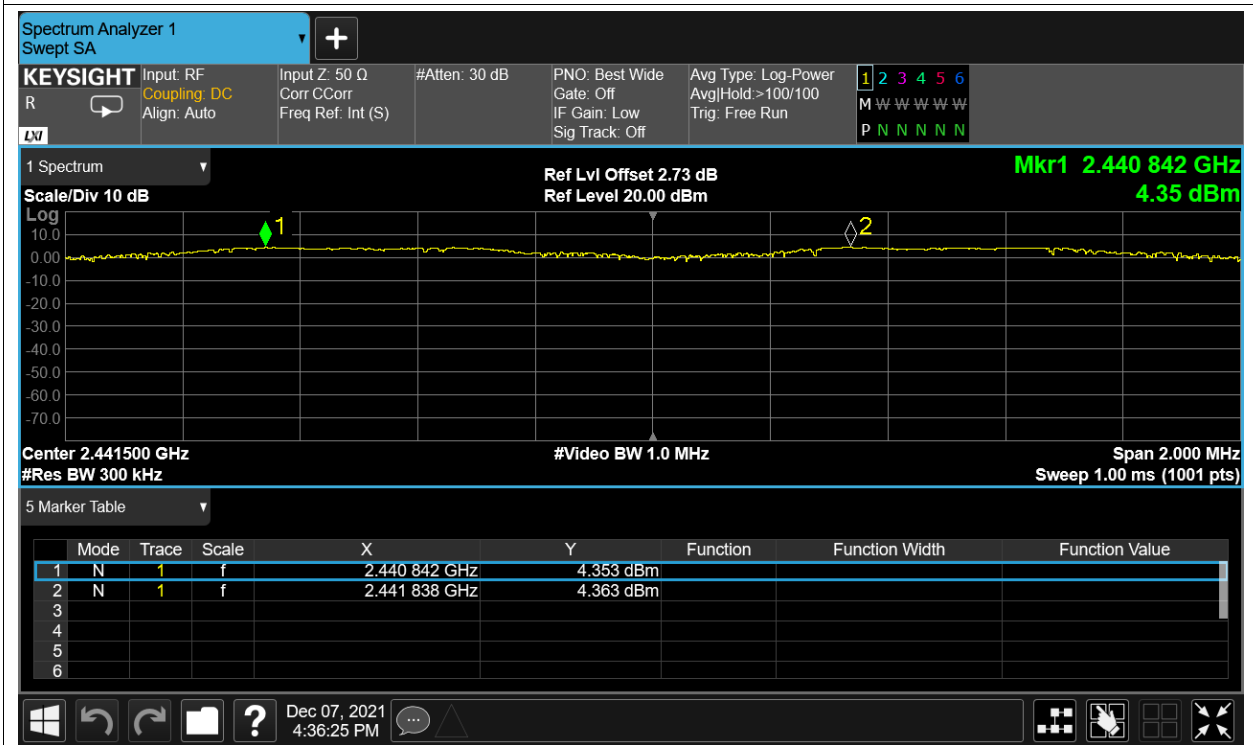 Spectrum Analyzer 1
Swept SA
+
KEYSIGHT Input: RF Input Z: 50 Ω #Atten: 30 dB PNO: Best Wide Avg Type: Log-Power 1 2 3 4 5 6
R Coupling: DC Corr CCorr Gate: Off Avg|Hold:>100/100 M W W W W W
Align: Auto Freq Ref: Int (S) IF Gain: Low Trig: Free Run
LXI Sig Track: Off P N N N N N
1 Spectrum Ref Lvl Offset 2.73 dB Mkr1 2.440 842 GHz
Scale/Div 10 dB Ref Level 20.00 dBm 4.35 dBm
Log
1 2
10.0
0.00
-10.0
-20.0
-30.0
-40.0
-50.0
-60.0
-70.0
Center 2.441500 GHz #Video BW 1.0 MHz Span 2.000 MHz
#Res BW 300 kHz Sweep 1.00 ms (1001 pts)
5 Marker Table
Mode Trace Scale X Y Function Function Width Function Value
1 N 1 f 2.440 842 GHz 4.353 dBm
2 N 1 f 2.441 838 GHz 4.363 dBm
3
4
5
6
? Dec 07, 2021
4:36:25 PM